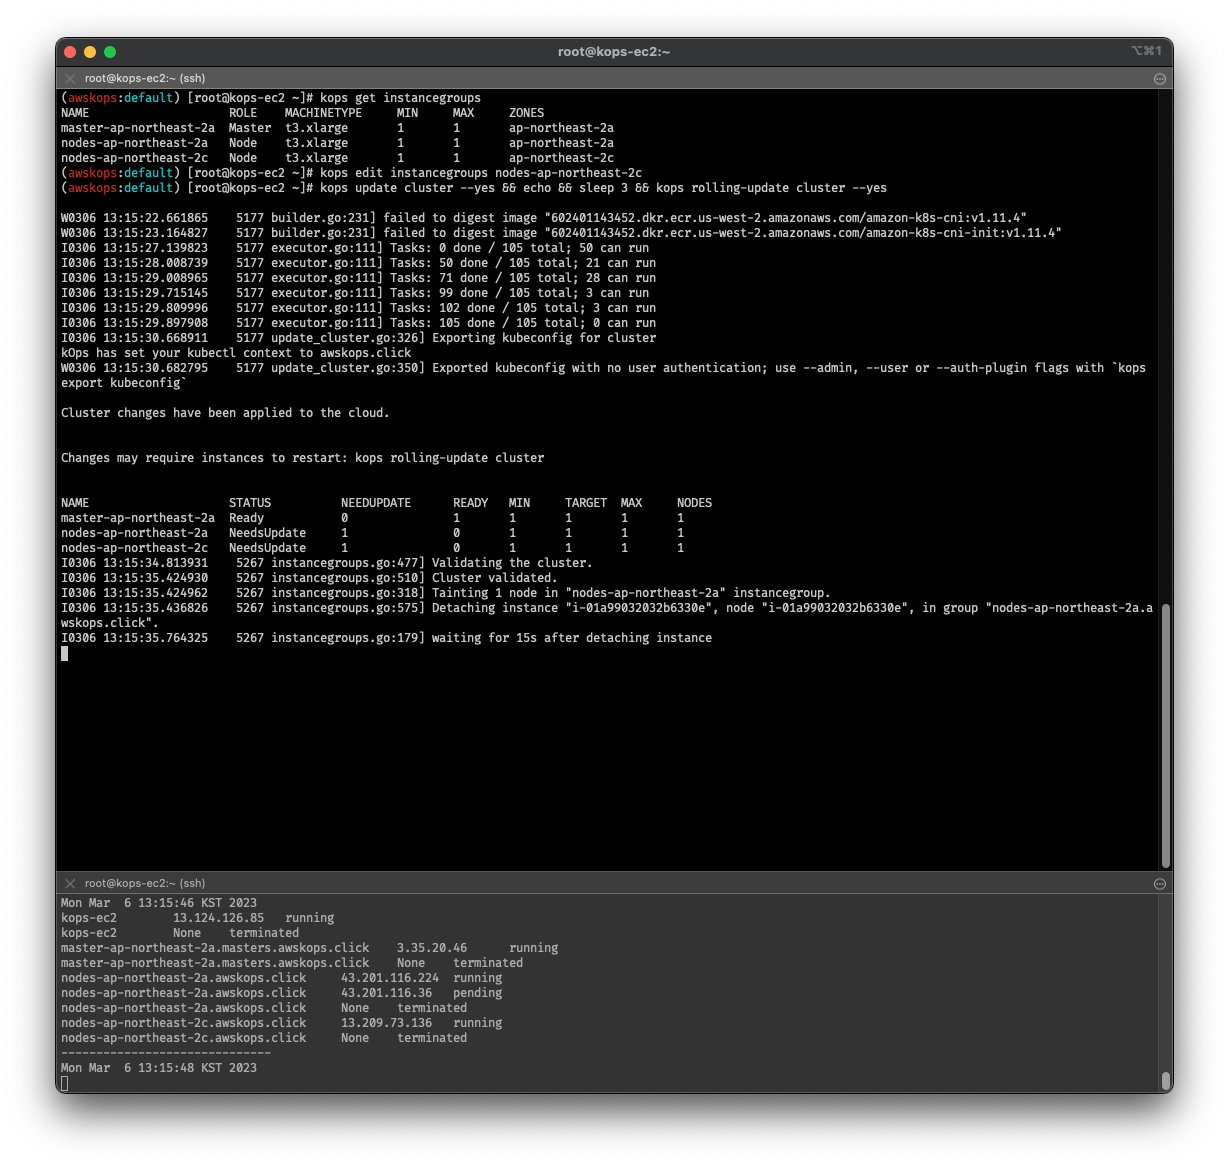 root@kops-ec2:~
⌥⌘1
root@kops-ec2:~ (ssh)
(awskops:default) [root@kops-ec2 ~]# kops get instancegroups
NAME                    ROLE    MACHINETYPE     MIN     MAX     ZONES
master-ap-northeast-2a  Master  t3.xlarge       1       1       ap-northeast-2a
nodes-ap-northeast-2a   Node    t3.xlarge       1       1       ap-northeast-2a
nodes-ap-northeast-2c   Node    t3.xlarge       1       1       ap-northeast-2c
(awskops:default) [root@kops-ec2 ~]# kops edit instancegroups nodes-ap-northeast-2c
(awskops:default) [root@kops-ec2 ~]# kops update cluster --yes && echo && sleep 3 && kops rolling-update cluster --yes
W0306 13:15:22.661865    5177 builder.go:231] failed to digest image "602401143452.dkr.ecr.us-west-2.amazonaws.com/amazon-k8s-cni:v1.11.4"
W0306 13:15:23.164827    5177 builder.go:231] failed to digest image "602401143452.dkr.ecr.us-west-2.amazonaws.com/amazon-k8s-cni-init:v1.11.4"
I0306 13:15:27.139823    5177 executor.go:111] Tasks: 0 done / 105 total; 50 can run
I0306 13:15:28.008739    5177 executor.go:111] Tasks: 50 done / 105 total; 21 can run
I0306 13:15:29.008965    5177 executor.go:111] Tasks: 71 done / 105 total; 28 can run
I0306 13:15:29.715145    5177 executor.go:111] Tasks: 99 done / 105 total; 3 can run
I0306 13:15:29.809996    5177 executor.go:111] Tasks: 102 done / 105 total; 3 can run
I0306 13:15:29.897908    5177 executor.go:111] Tasks: 105 done / 105 total; 0 can run
I0306 13:15:30.668911    5177 update_cluster.go:326] Exporting kubeconfig for cluster
kOps has set your kubectl context to awskops.click
W0306 13:15:30.682795    5177 update_cluster.go:350] Exported kubeconfig with no user authentication; use --admin, --user or --auth-plugin flags with `kops
export kubeconfig`
Cluster changes have been applied to the cloud.
Changes may require instances to restart: kops rolling-update cluster
NAME                    STATUS          NEEDUPDATE      READY   MIN     TARGET  MAX     NODES
master-ap-northeast-2a  Ready           0               1       1       1       1       1
nodes-ap-northeast-2a   NeedsUpdate     1               0       1       1       1       1
nodes-ap-northeast-2c   NeedsUpdate     1               0       1       1       1       1
I0306 13:15:34.813931    5267 instancegroups.go:477] Validating the cluster.
I0306 13:15:35.424930    5267 instancegroups.go:510] Cluster validated.
I0306 13:15:35.424962    5267 instancegroups.go:318] Tainting 1 node in "nodes-ap-northeast-2a" instancegroup.
I0306 13:15:35.436826    5267 instancegroups.go:575] Detaching instance "i-01a99032032b6330e", node "i-01a99032032b6330e", in group "nodes-ap-northeast-2a.a
wskops.click".
I0306 13:15:35.764325    5267 instancegroups.go:179] waiting for 15s after detaching instance
root@kops-ec2:~ (ssh)
Mon Mar  6 13:15:46 KST 2023
kops-ec2        13.124.126.85   running
kops-ec2        None    terminated
master-ap-northeast-2a.masters.awskops.click    3.35.20.46      running
master-ap-northeast-2a.masters.awskops.click    None    terminated
nodes-ap-northeast-2a.awskops.click     43.201.116.224  running
nodes-ap-northeast-2a.awskops.click     43.201.116.36   pending
nodes-ap-northeast-2a.awskops.click     None    terminated
nodes-ap-northeast-2c.awskops.click     13.209.73.136   running
nodes-ap-northeast-2c.awskops.click     None    terminated
------------------------------
Mon Mar  6 13:15:48 KST 2023